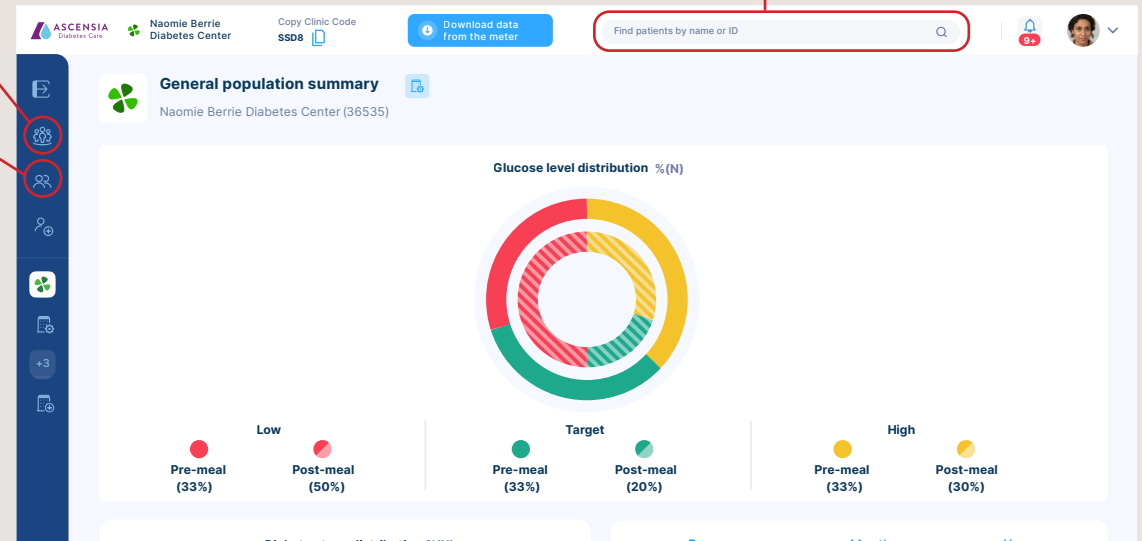 ASCENSIA
Diabetes Care
Naomie Berrie
Diabetes Center
Copy Clinic Code
SSD8
Download data
from the meter
Find patients by name or ID
9+
General population summary
Naomie Berrie Diabetes Center (36535)
+3
Glucose level distribution %(N)
Low
Target
High
Pre-meal
(33%)
Post-meal
(50%)
Pre-meal
(33%)
Post-meal
(20%)
Pre-meal
(33%)
Post-meal
(30%)